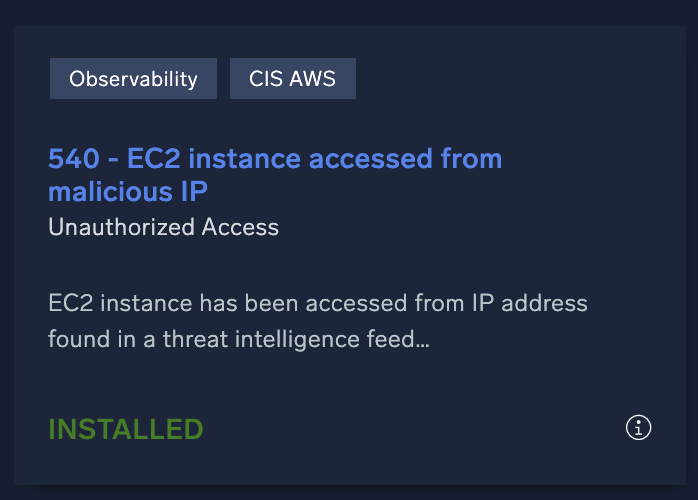 Observability
CIS AWS
540 - EC2 instance accessed from
malicious IP
Unauthorized Access
EC2 instance has been accessed from IP address
found in a threat intelligence feed...
INSTALLED